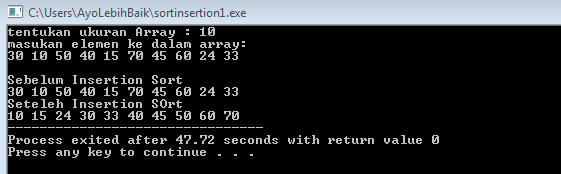 C:\Users\AyoLebihBaik\sortinsertion1.exe
tentukan ukuran Array : 10
masukan elemen ke dalam array:
30 10 50 40 15 70 45 60 24 33
Sebelum Insertion Sort
30 10 50 40 15 70 45 60 24 33
Seteleh Insertion SOrt
10 15 24 30 33 40 45 50 60 70
--------------------------------
Process exited after 47.72 seconds with return value 0
Press any key to continue . . .